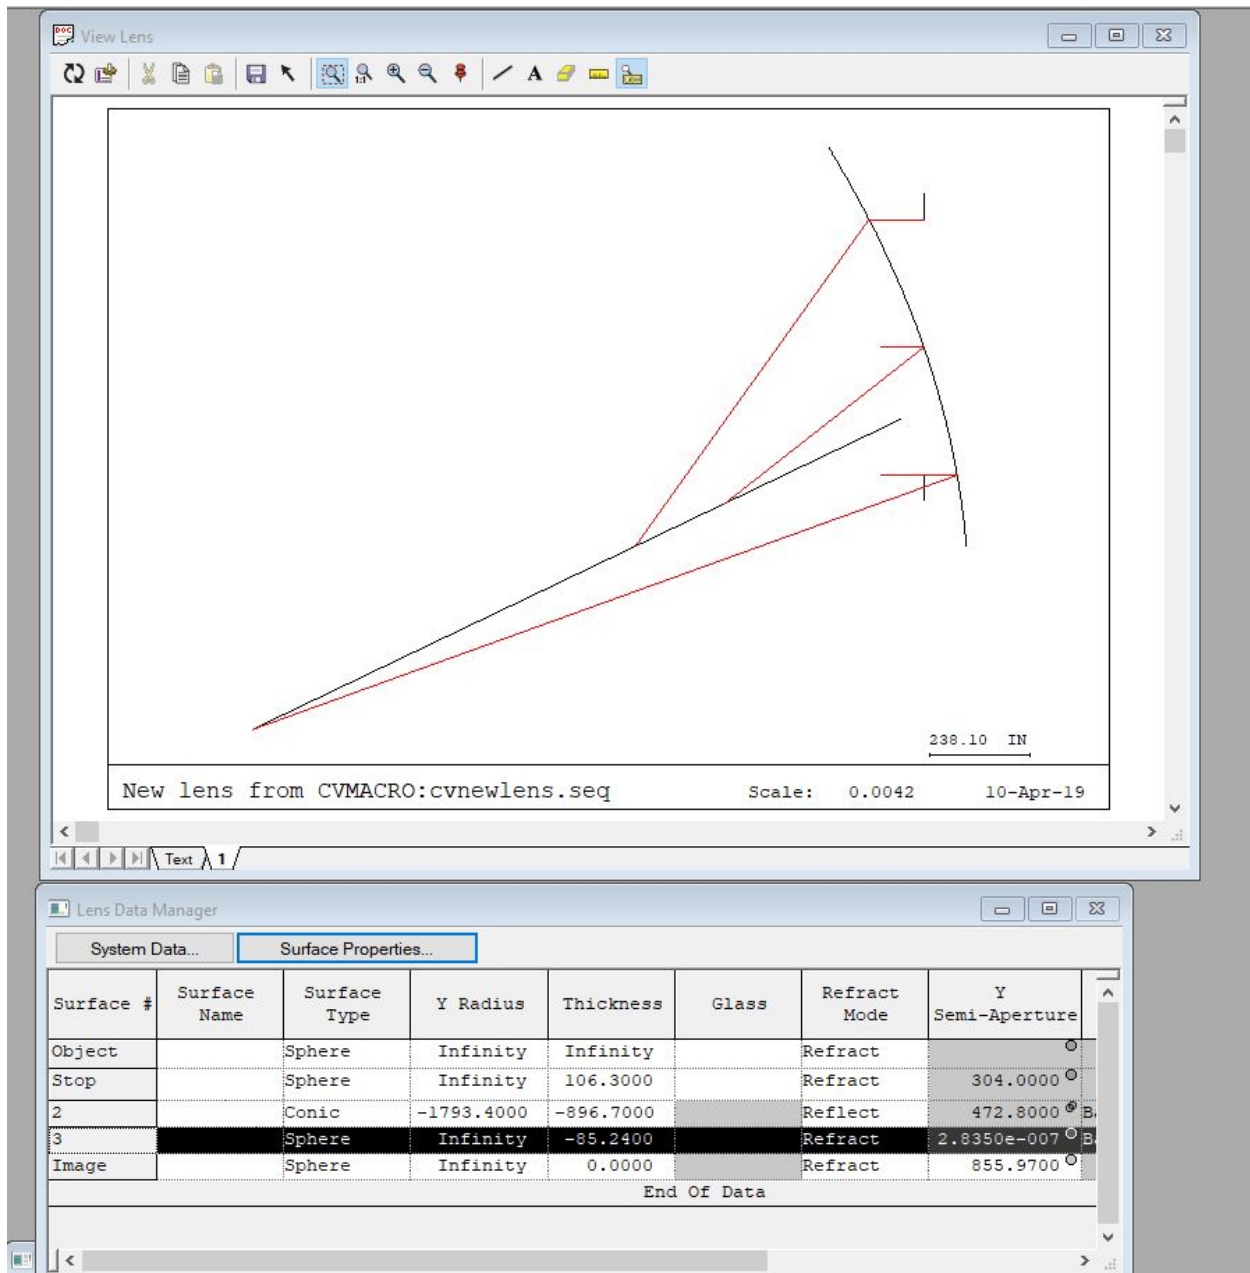 DOC View Lens
1:1 A
238.10 IN
New lens from CVMACRO:cvnewlens.seq Scale: 0.0042 10-Apr-19
Text 1
Lens Data Manager
System Data... Surface Properties...
Surface # Surface Name Surface Type Y Radius Thickness Glass Refract Mode Y Semi-Aperture
Object Sphere Infinity Infinity Refract
Stop Sphere Infinity 106.3000 Refract 304.0000
2 Conic -1793.4000 -896.7000 Reflect 472.8000
3 Sphere Infinity -85.2400 Refract 2.8350e-007
Image Sphere Infinity 0.0000 Refract 855.9700
End Of Data